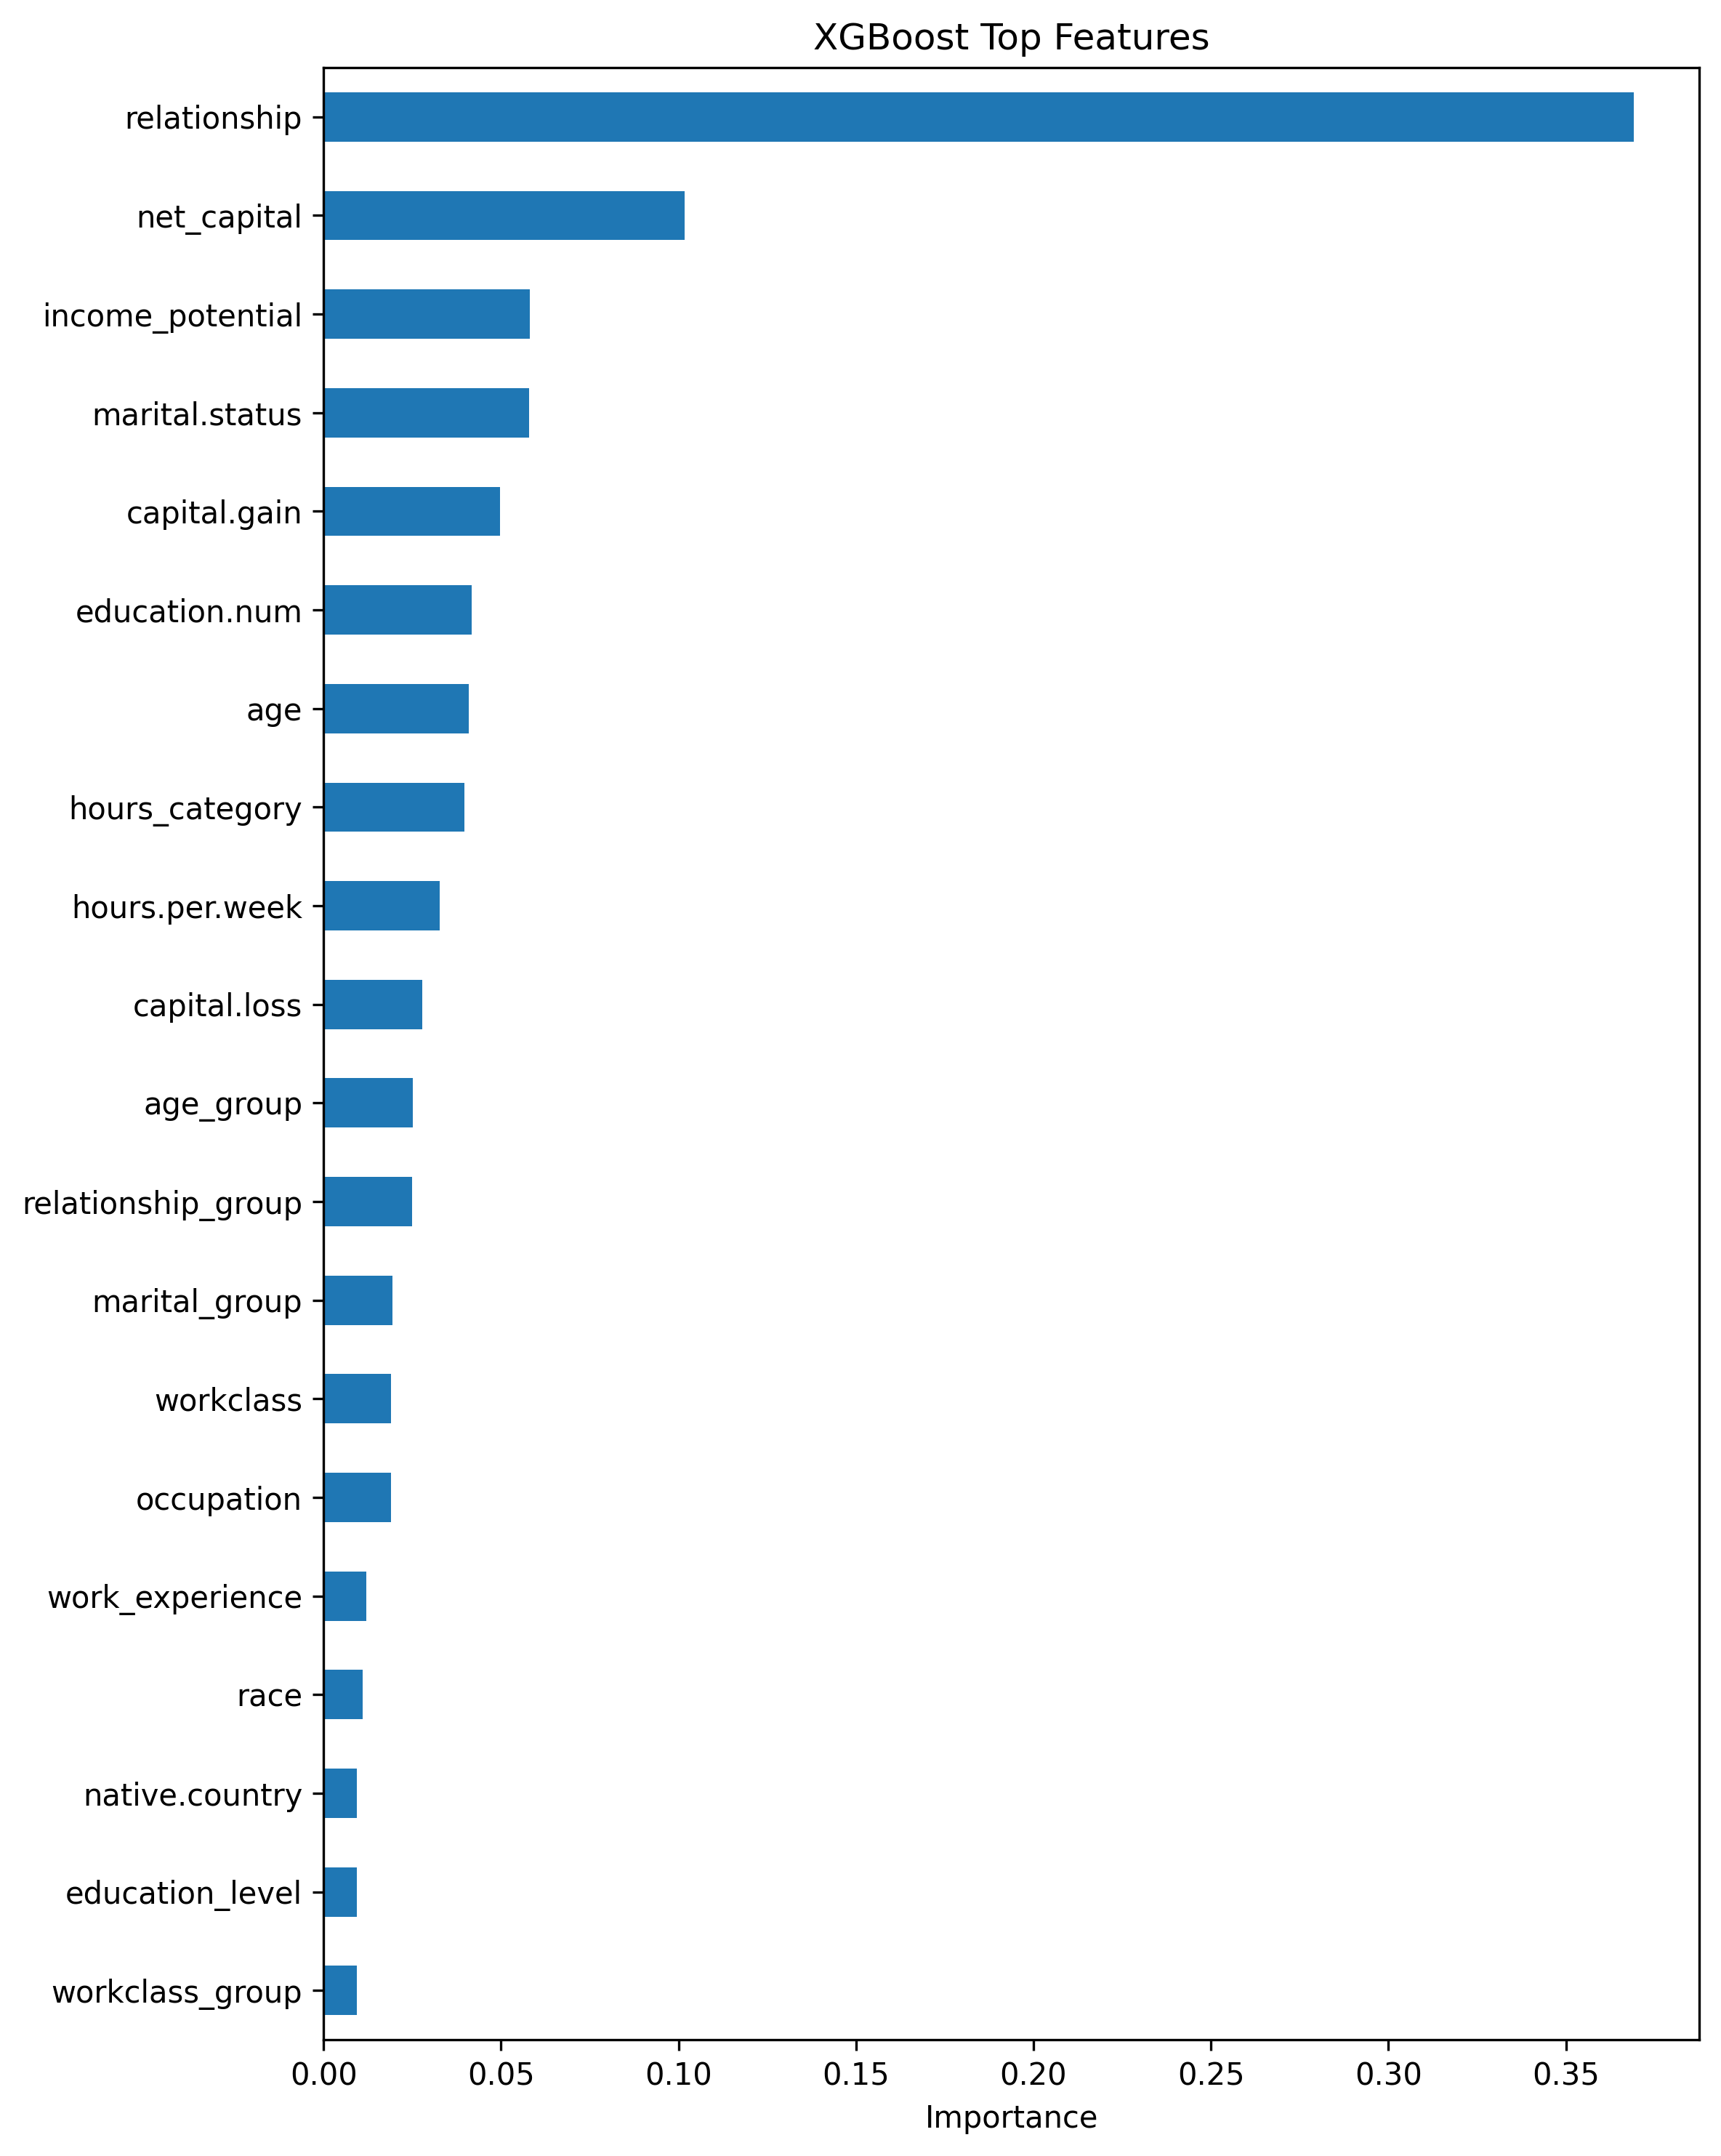 XGBoost Top Features
relationship
net_capital
income_potential
marital.status
capital.gain
education.num
age
hours_category
hours.per.week
capital.loss
age_group
relationship_group
marital_group
workclass
occupation
work_experience
race
native.country
education_level
workclass_group
0.00 0.05 0.10 0.15 0.20 0.25 0.30 0.35
Importance